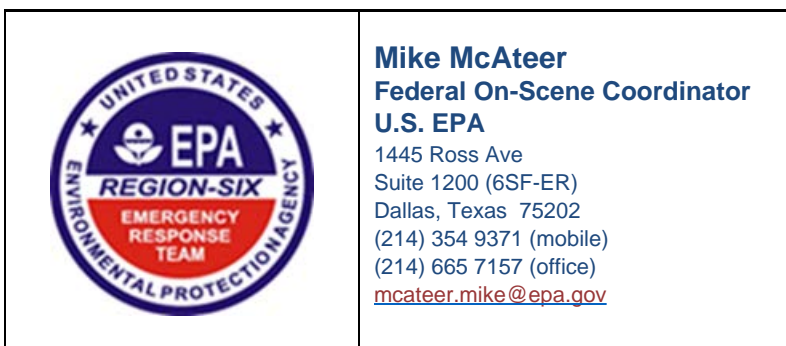 UNITED STATES
ENVIRONMENTAL PROTECTION AGENCY
EPA
REGION-SIX
EMERGENCY
RESPONSE
TEAM
Mike McAteer
Federal On-Scene Coordinator
U.S. EPA
1445 Ross Ave
Suite 1200 (6SF-ER)
Dallas, Texas 75202
(214) 354 9371 (mobile)
(214) 665 7157 (office)
mcateer.mike@epa.gov